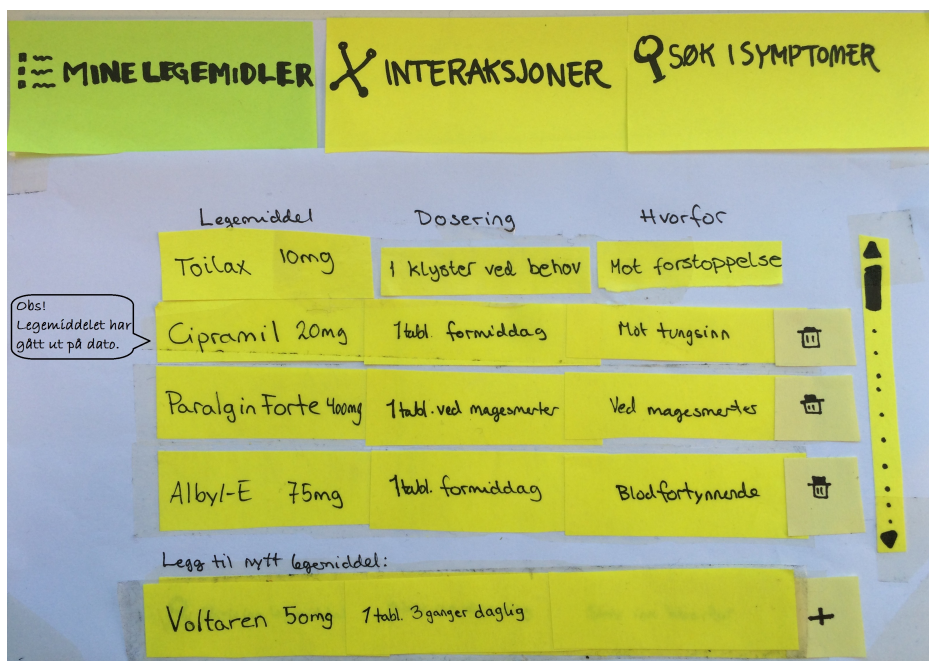 MINE LEGEMIDLER
INTERAKSJONER
SØK I SYMPTOMER
Legemiddel Dosering Hvorfor
Toilax 10mg 1 klyster ved behov Mot forstoppelse
Obs!
Legemiddelet har
gått ut på dato.
Cipramil 20mg 1 tabl. formiddag Mot tungsinn
Paralgin Forte 400mg 1 tabl. ved magesmerter Ved magesmerter
Albyl-E 75mg 1 tabl. formiddag Blodfortynnende
Legg til nytt legemiddel:
Voltaren 50mg 1 tabl. 3 ganger daglig